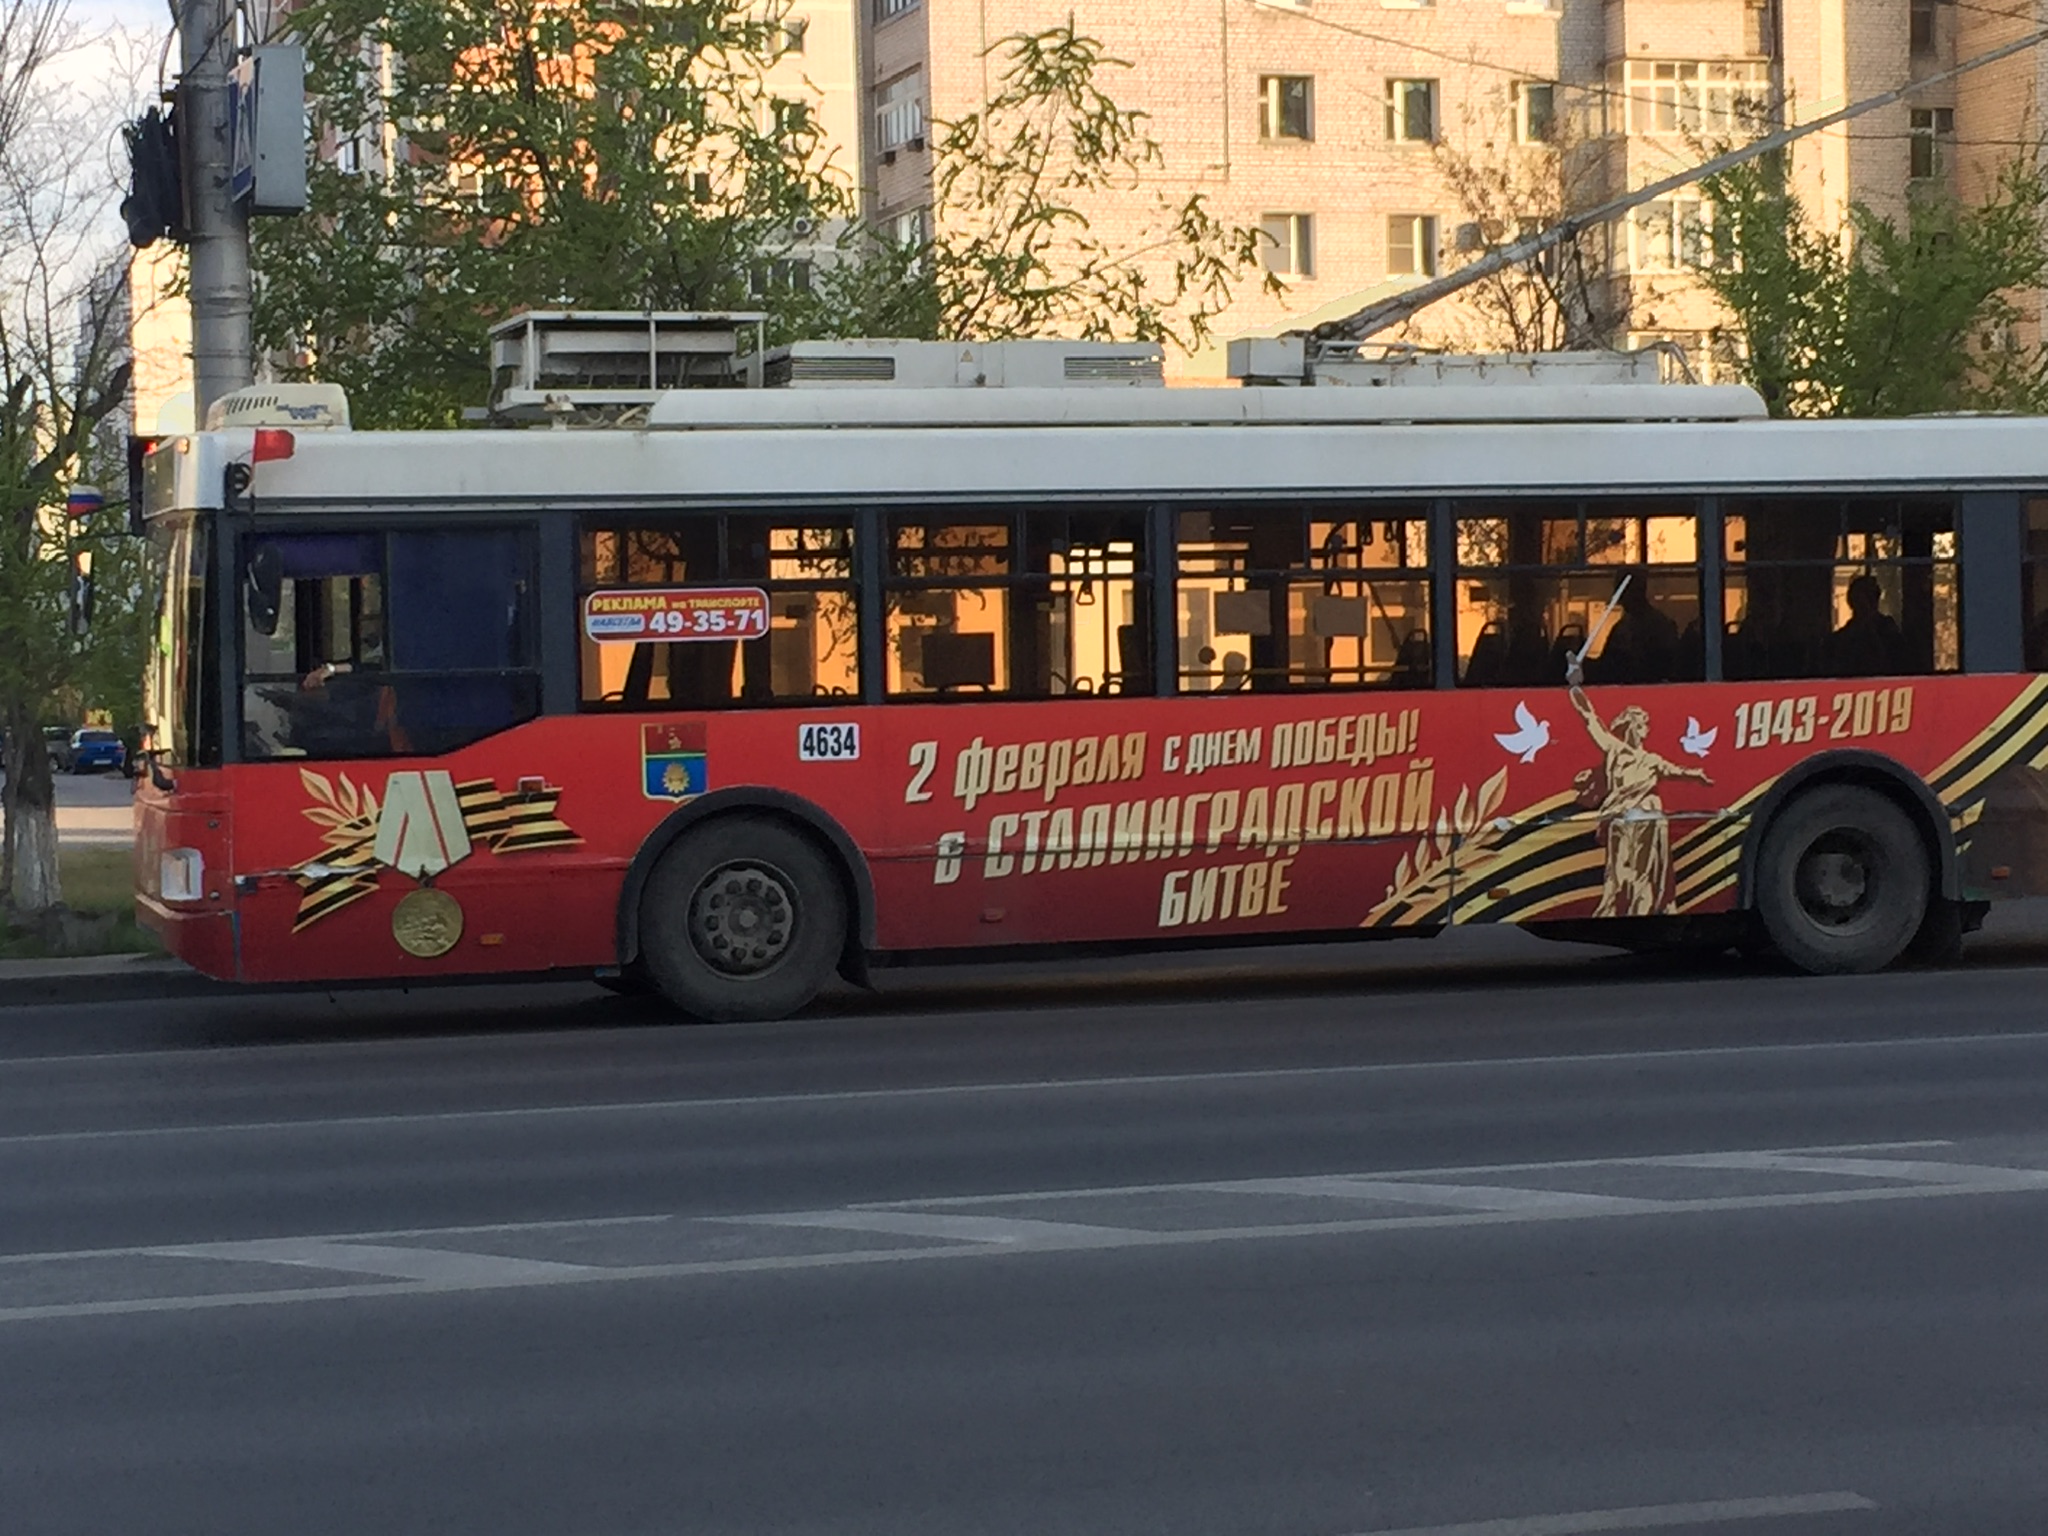 РЕКЛАМА на ТРАНСПОРТЕ
49-35-71
4634
2 февраля С ДНЕМ ПОБЕДЫ!
в СТАЛИНГРАДСКОЙ
БИТВЕ
1943-2019